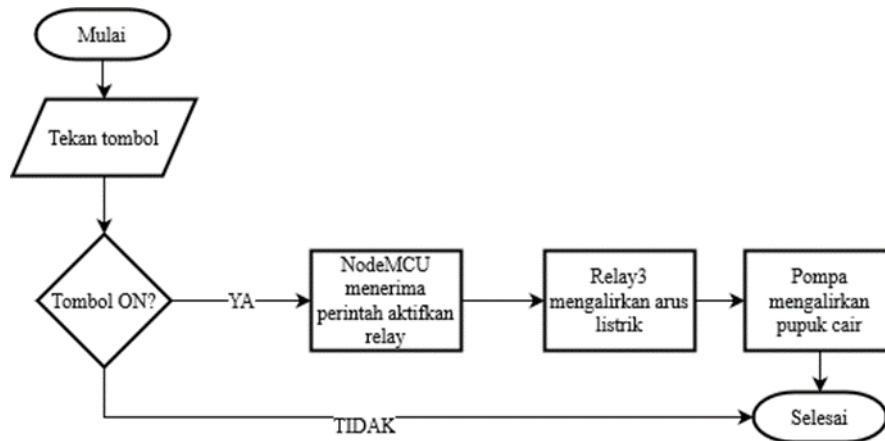 Mulai
Tekan tombol
Tombol ON?
YA
NodeMCU
menerima
perintah aktifkan
relay
Relay3
mengalirkan arus
listrik
Pompa
mengalirkan
pupuk cair
TIDAK
Selesai